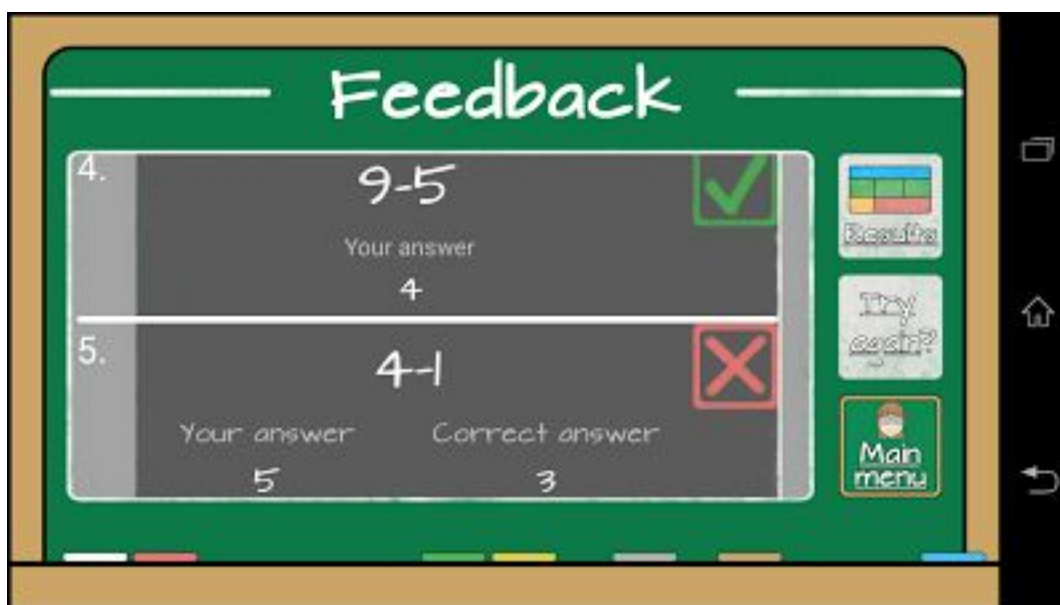 Feedback
4.
9-5
Your answer
4
5.
4-1
Your answer
Correct answer
5
3
Results
Try
again?
Main
menu